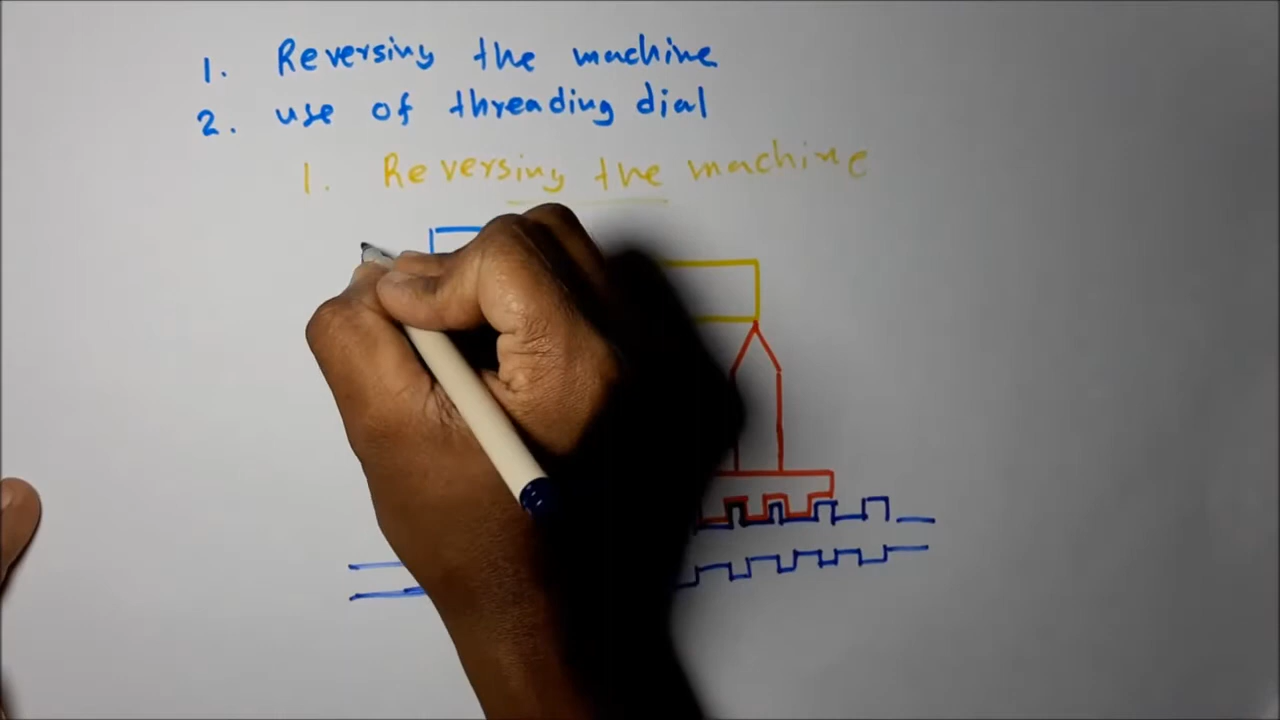 1. Reversing the machine
2. use of threading dial
1. Reversing the machine